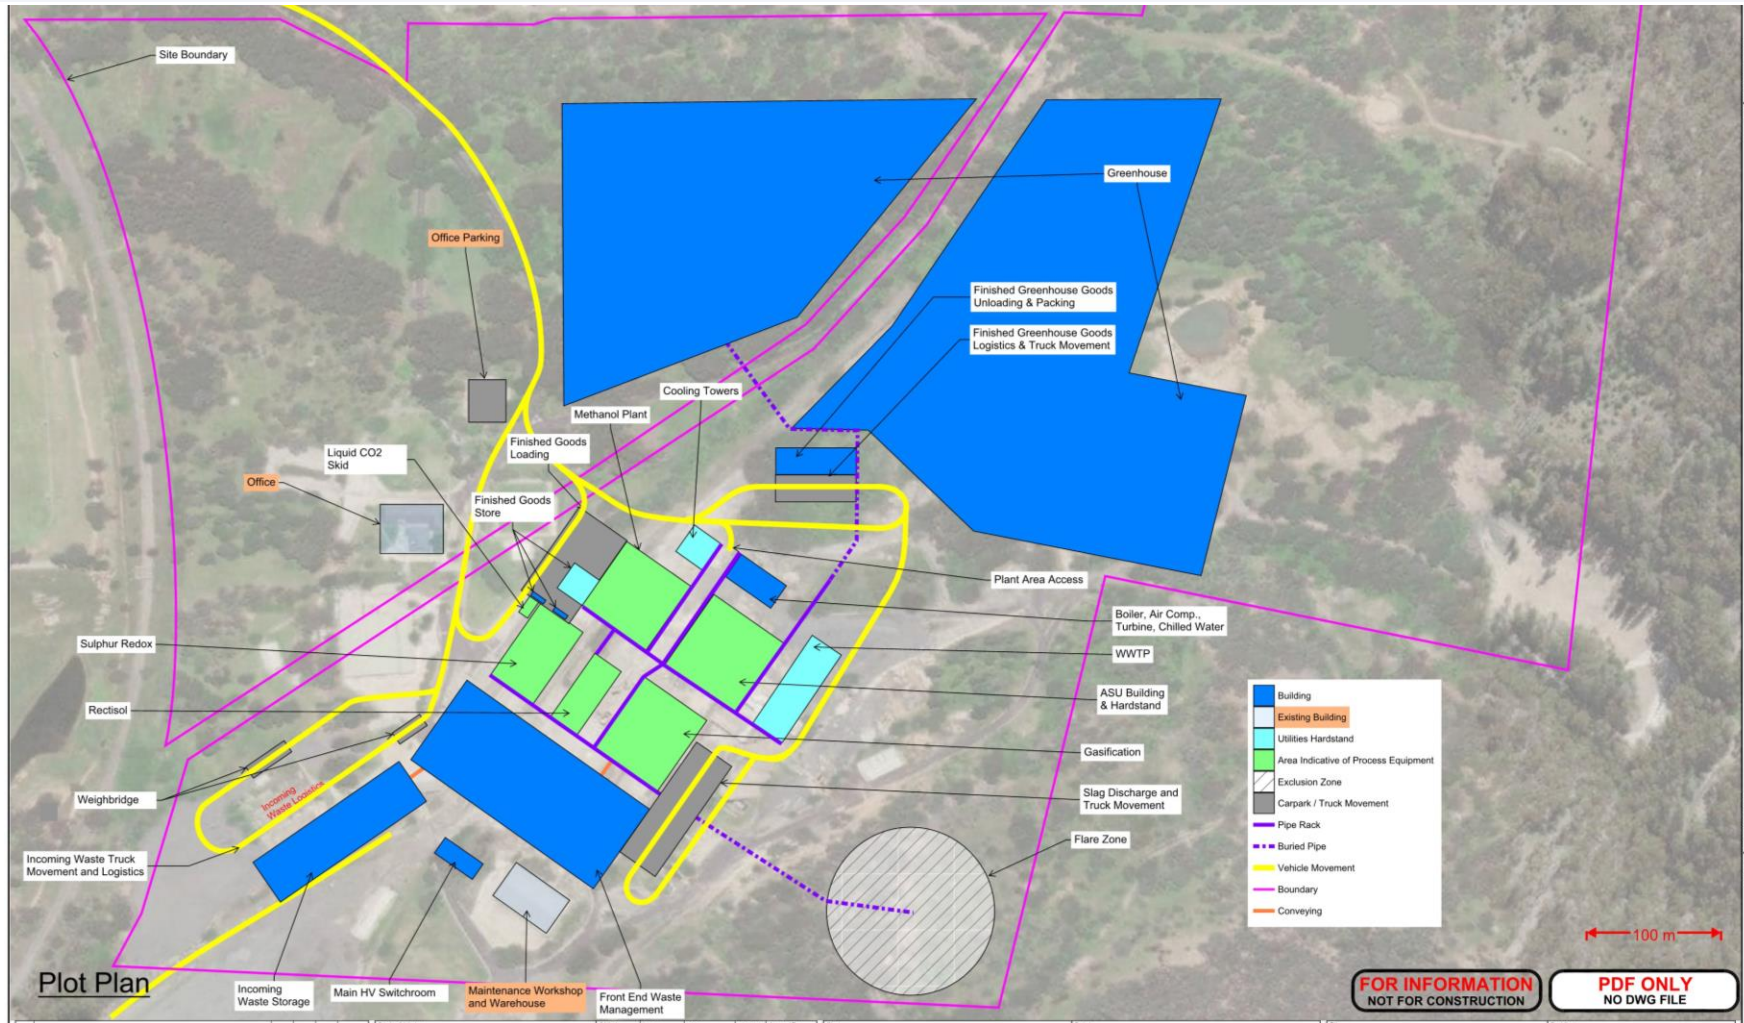 Site Boundary
Greenhouse
Office Parking
Finished Greenhouse Goods
Unloading & Packing
Finished Greenhouse Goods
Logistics & Truck Movement
Cooling Towers
Methanol Plant
Finished Goods
Loading
Liquid CO2
Skid
Office
Finished Goods
Store
Plant Area Access
Boiler, Air Comp.,
Turbine, Chilled Water
Sulphur Redox
WWTP
ASU Building
& Hardstand
Rectisol
Gasification
Weighbridge
Incoming
Waste Logistics
Slag Discharge and
Truck Movement
Flare Zone
Incoming Waste Truck
Movement and Logistics
Building
Existing Building
Utilities Hardstand
Area Indicative of Process Equipment
Exclusion Zone
Carpark / Truck Movement
Pipe Rack
Buried Pipe
Vehicle Movement
Boundary
Conveying
100 m
Plot Plan
Incoming
Waste Storage
Main HV Switchroom
Maintenance Workshop
and Warehouse
Front End Waste
Management
FOR INFORMATION
NOT FOR CONSTRUCTION
PDF ONLY
NO DWG FILE